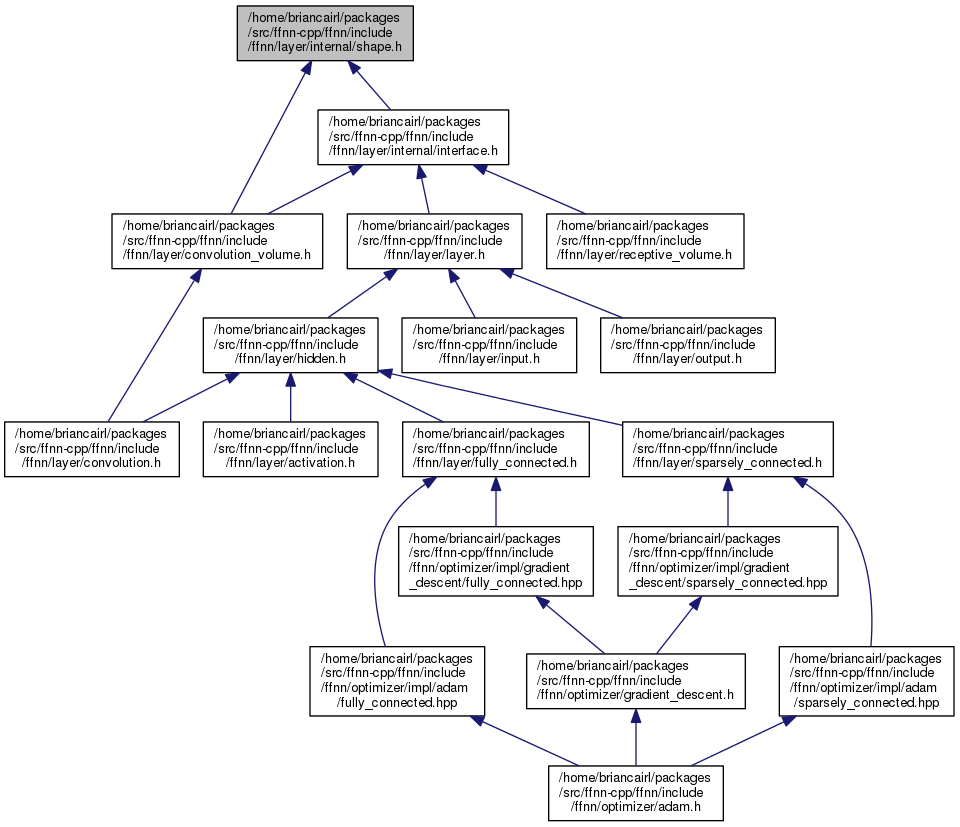 /home/briancairl/packages
/src/ffnn-cpp/ffnn/include
/ffnn/layer/internal/shape.h
/home/briancairl/packages
/src/ffnn-cpp/ffnn/include
/ffnn/layer/internal/interface.h
/home/briancairl/packages
/src/ffnn-cpp/ffnn/include
/ffnn/layer/convolution_volume.h
/home/briancairl/packages
/src/ffnn-cpp/ffnn/include
/ffnn/layer/layer.h
/home/briancairl/packages
/src/ffnn-cpp/ffnn/include
/ffnn/layer/receptive_volume.h
/home/briancairl/packages
/src/ffnn-cpp/ffnn/include
/ffnn/layer/hidden.h
/home/briancairl/packages
/src/ffnn-cpp/ffnn/include
/ffnn/layer/input.h
/home/briancairl/packages
/src/ffnn-cpp/ffnn/include
/ffnn/layer/output.h
/home/briancairl/packages
/src/ffnn-cpp/ffnn/include
/ffnn/layer/convolution.h
/home/briancairl/packages
/src/ffnn-cpp/ffnn/include
/ffnn/layer/activation.h
/home/briancairl/packages
/src/ffnn-cpp/ffnn/include
/ffnn/layer/fully_connected.h
/home/briancairl/packages
/src/ffnn-cpp/ffnn/include
/ffnn/layer/sparsely_connected.h
/home/briancairl/packages
/src/ffnn-cpp/ffnn/include
/ffnn/optimizer/impl/gradient
_descent/fully_connected.hpp
/home/briancairl/packages
/src/ffnn-cpp/ffnn/include
/ffnn/optimizer/impl/gradient
_descent/sparsely_connected.hpp
/home/briancairl/packages
/src/ffnn-cpp/ffnn/include
/ffnn/optimizer/impl/adam
/fully_connected.hpp
/home/briancairl/packages
/src/ffnn-cpp/ffnn/include
/ffnn/optimizer/gradient_descent.h
/home/briancairl/packages
/src/ffnn-cpp/ffnn/include
/ffnn/optimizer/impl/adam
/sparsely_connected.hpp
/home/briancairl/packages
/src/ffnn-cpp/ffnn/include
/ffnn/optimizer/adam.h